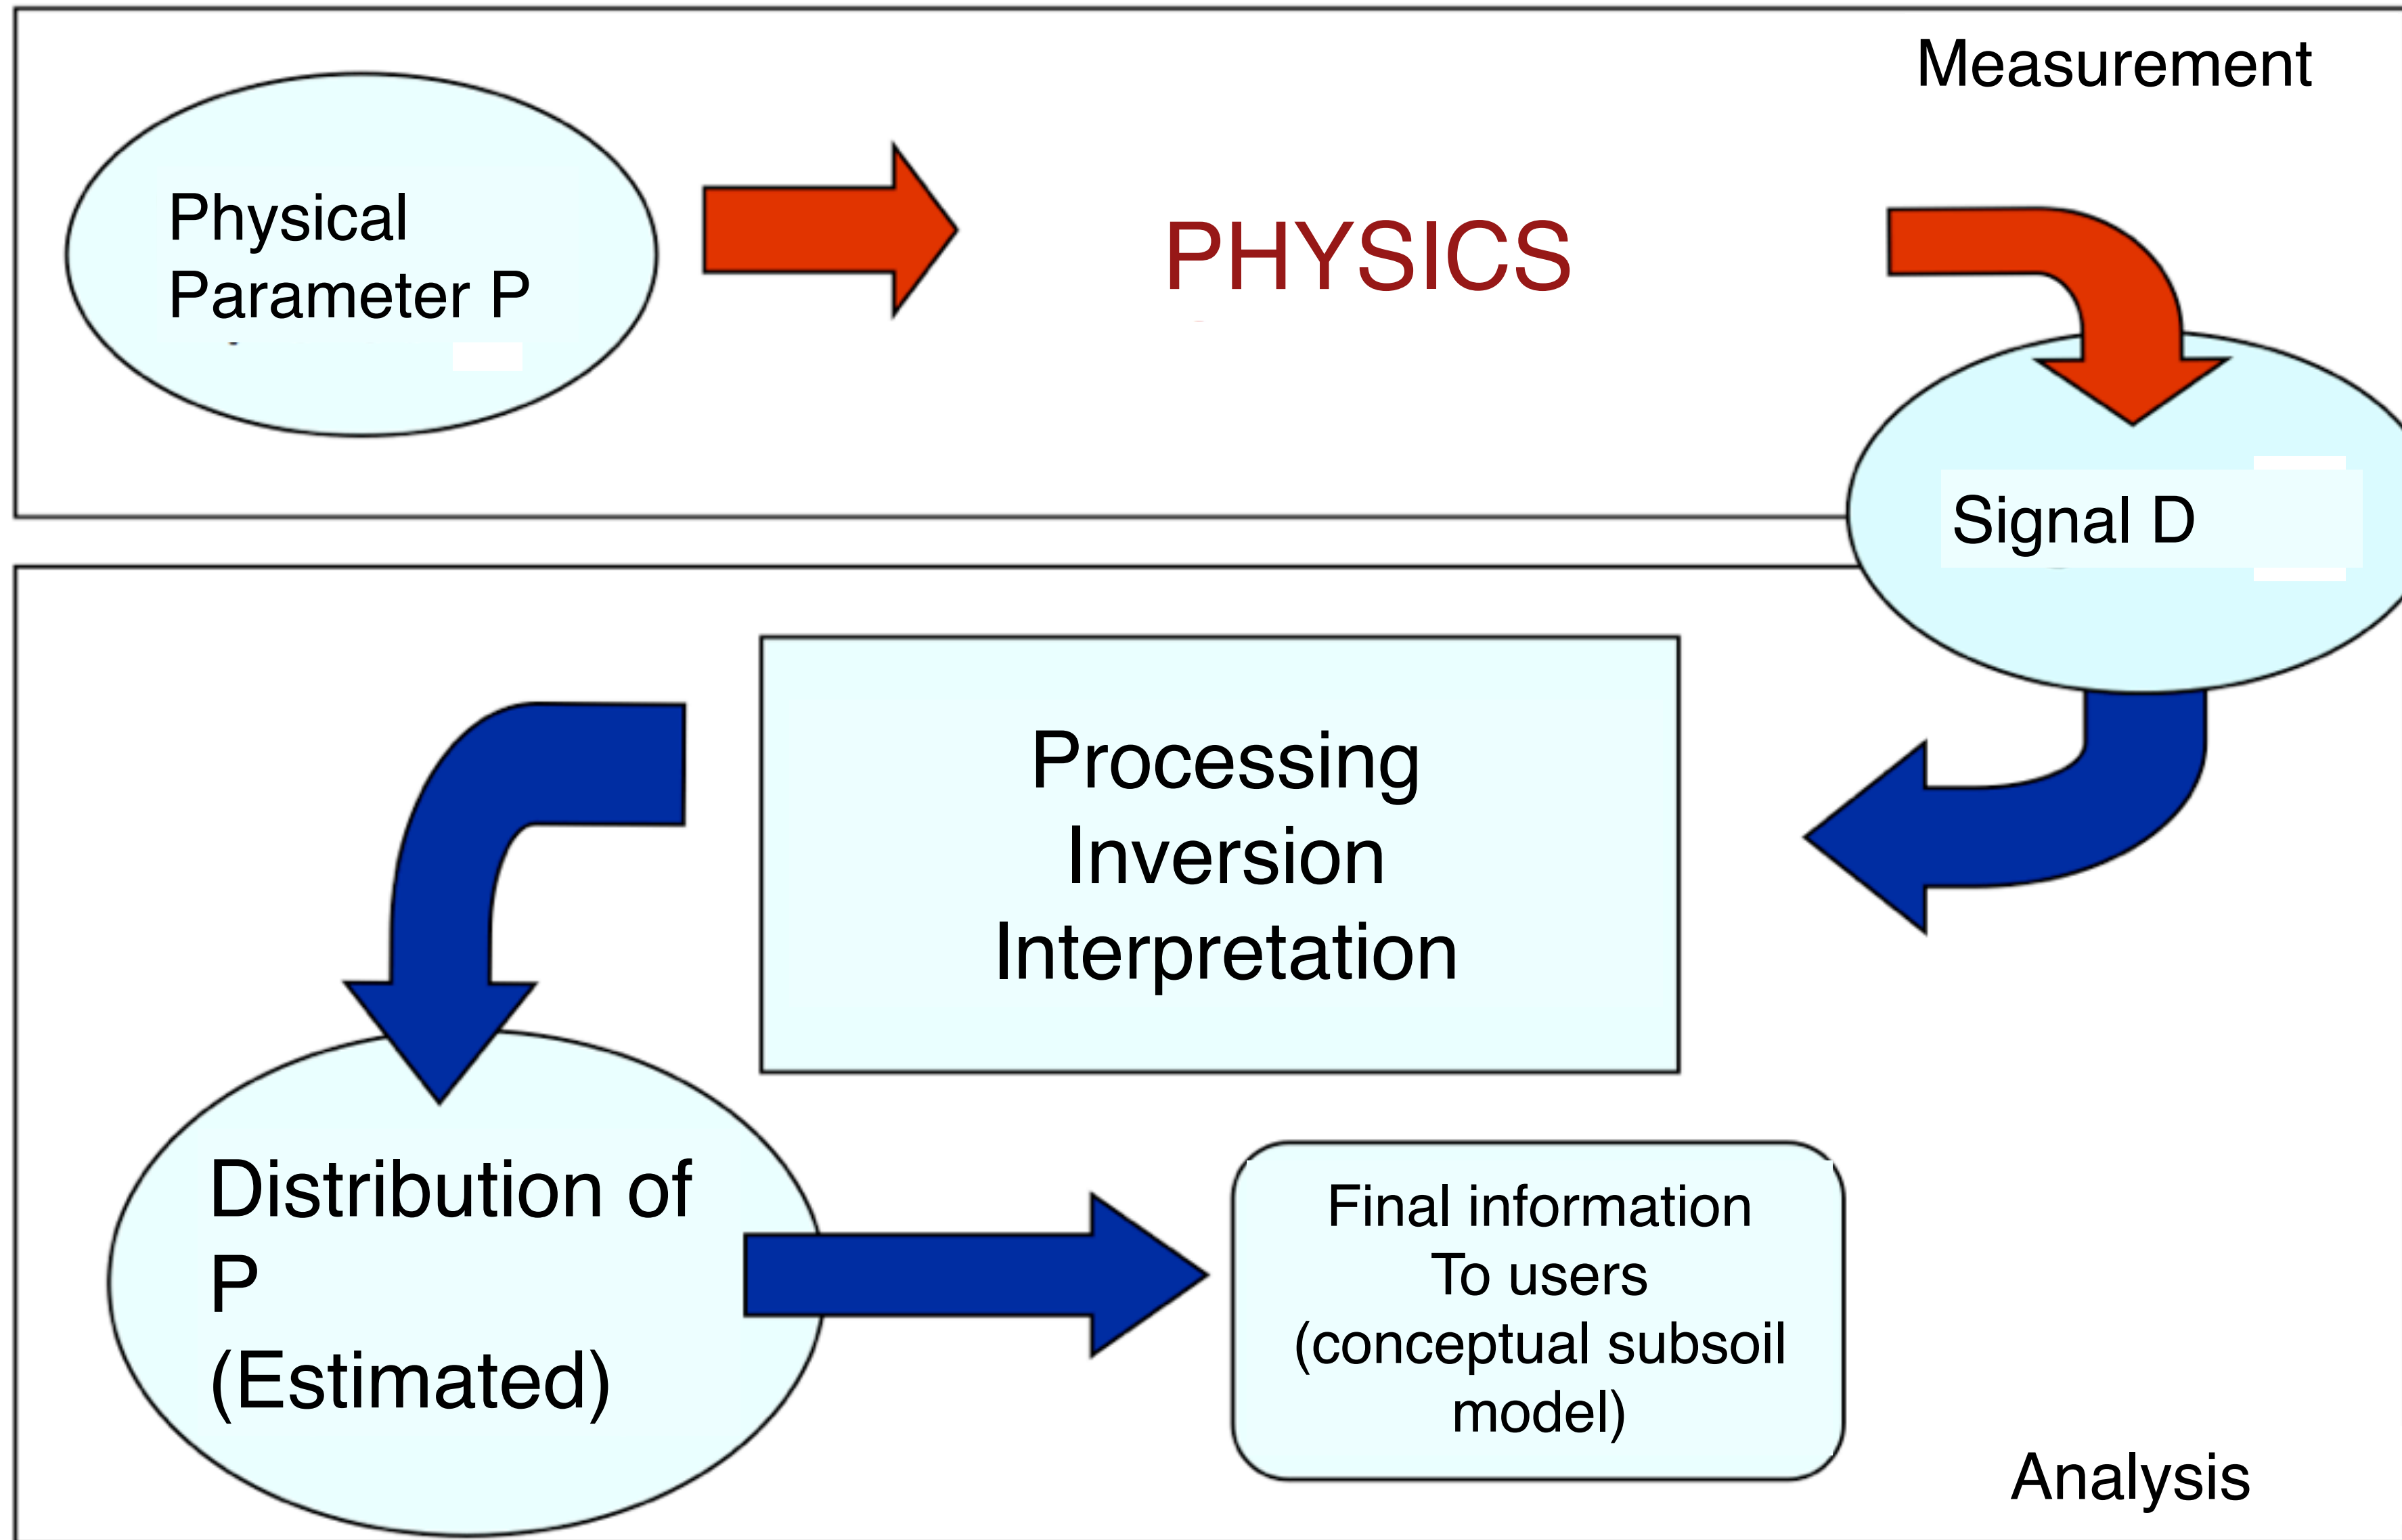 Measurement
Physical
Parameter P
PHYSICS
Signal D
Processing
Inversion
Interpretation
Distribution of
P
(Estimated)
Final information
To users
(conceptual subsoil
model)
Analysis